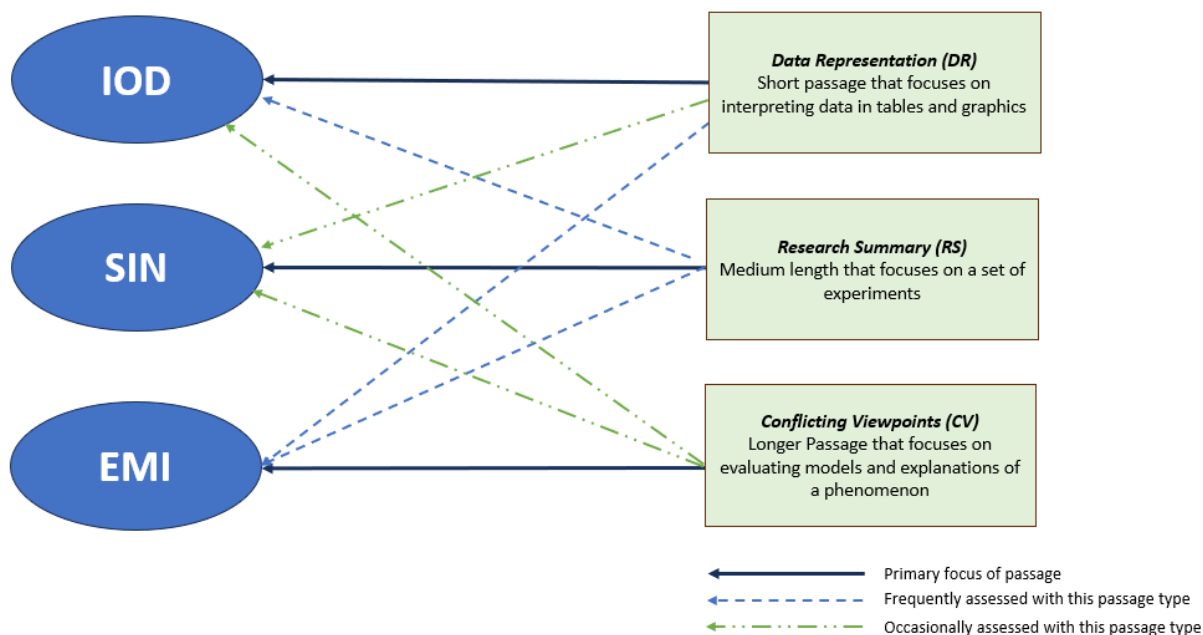 IOD
Data Representation (DR)
Short passage that focuses on
interpreting data in tables and graphics
SIN
Research Summary (RS)
Medium length that focuses on a set of
experiments
EMI
Conflicting Viewpoints (CV)
Longer Passage that focuses on
evaluating models and explanations of
a phenomenon
Primary focus of passage
Frequently assessed with this passage type
Occasionally assessed with this passage type